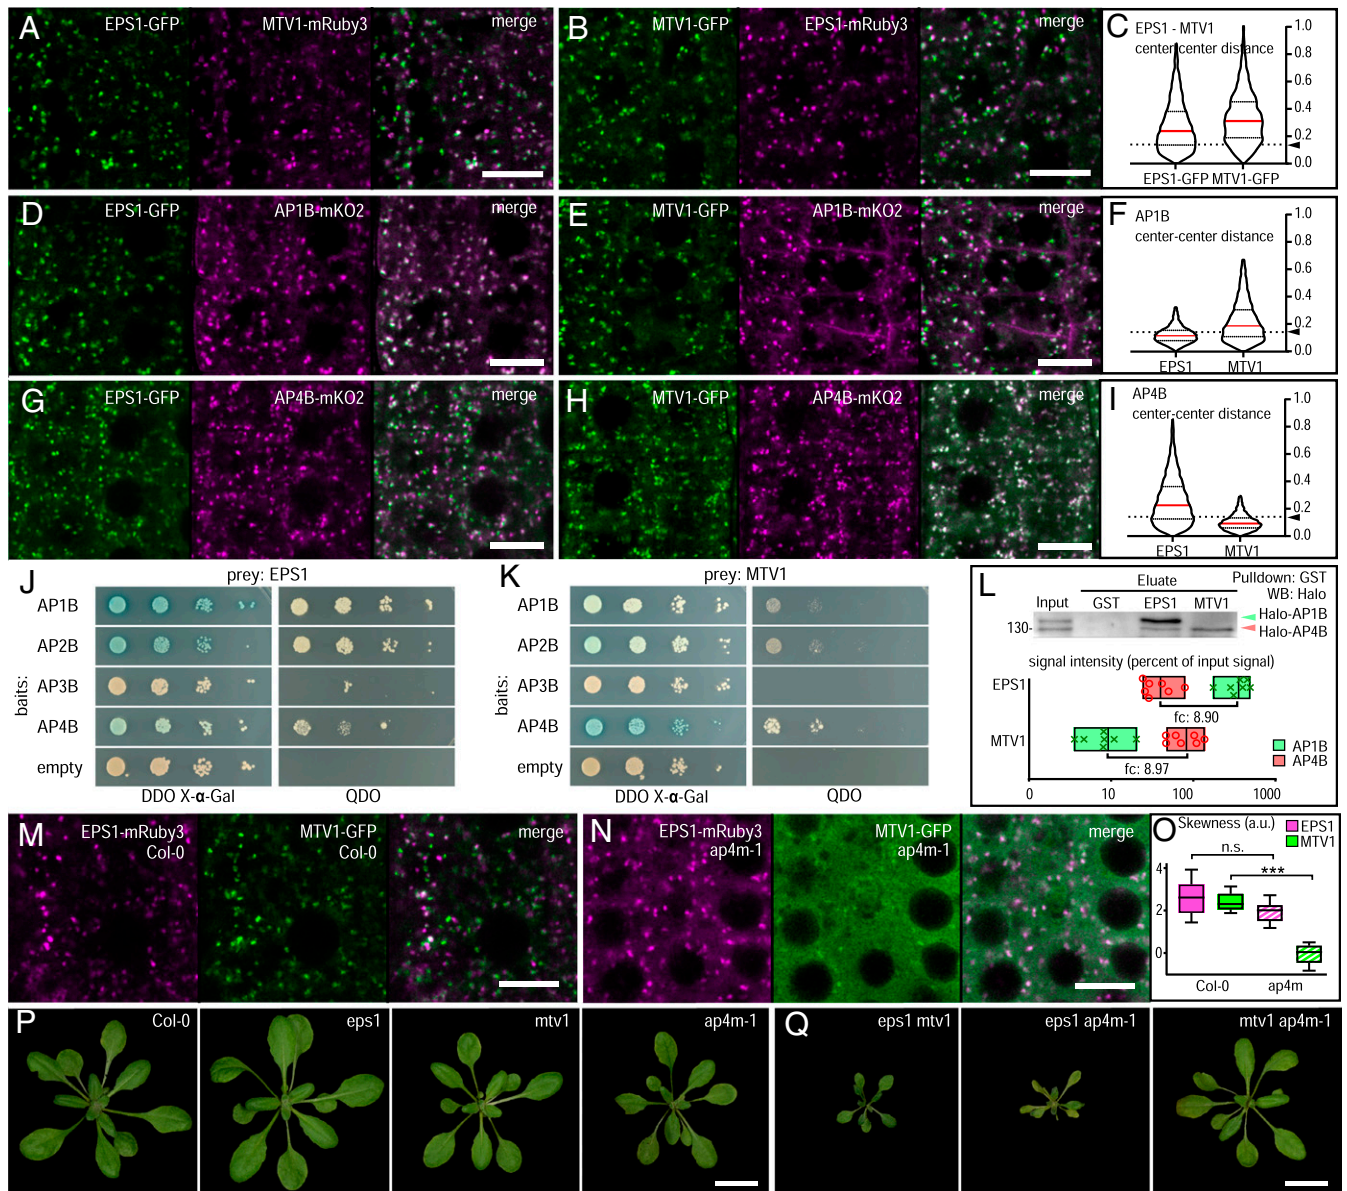 A EPS1-GFP MTV1-mRuby3 merge
B MTV1-GFP EPS1-mRuby3 merge
C EPS1 - MTV1
center-center distance
1.0
0.8
0.6
0.4
0.2
0.0
EPS1-GFP MTV1-GFP
D EPS1-GFP AP1B-mKO2 merge
E MTV1-GFP AP1B-mKO2 merge
F AP1B
center-center distance
1.0
0.8
0.6
0.4
0.2
0.0
EPS1 MTV1
G EPS1-GFP AP4B-mKO2 merge
H MTV1-GFP AP4B-mKO2 merge
I AP4B
center-center distance
1.0
0.8
0.6
0.4
0.2
0.0
EPS1 MTV1
J prey: EPS1
baits:
AP1B
AP2B
AP3B
AP4B
empty
DDO X-α-Gal QDO
K prey: MTV1
baits:
AP1B
AP2B
AP3B
AP4B
empty
DDO X-α-Gal QDO
L Eluate Pulldown: GST
WB: Halo
Input GST EPS1 MTV1
Halo-AP1B
130- Halo-AP4B
signal intensity (percent of input signal)
EPS1
fc: 8.90
MTV1
fc: 8.97
AP1B
AP4B
0 10 100 1000
M EPS1-mRuby3 MTV1-GFP merge
Col-0 Col-0
N EPS1-mRuby3 MTV1-GFP merge
ap4m-1 ap4m-1
O Skewness (a.u.) EPS1
MTV1
n.s.
***
4
2
0
Col-0 ap4m
P Col-0 eps1 mtv1 ap4m-1
Q eps1 mtv1 eps1 ap4m-1 mtv1 ap4m-1